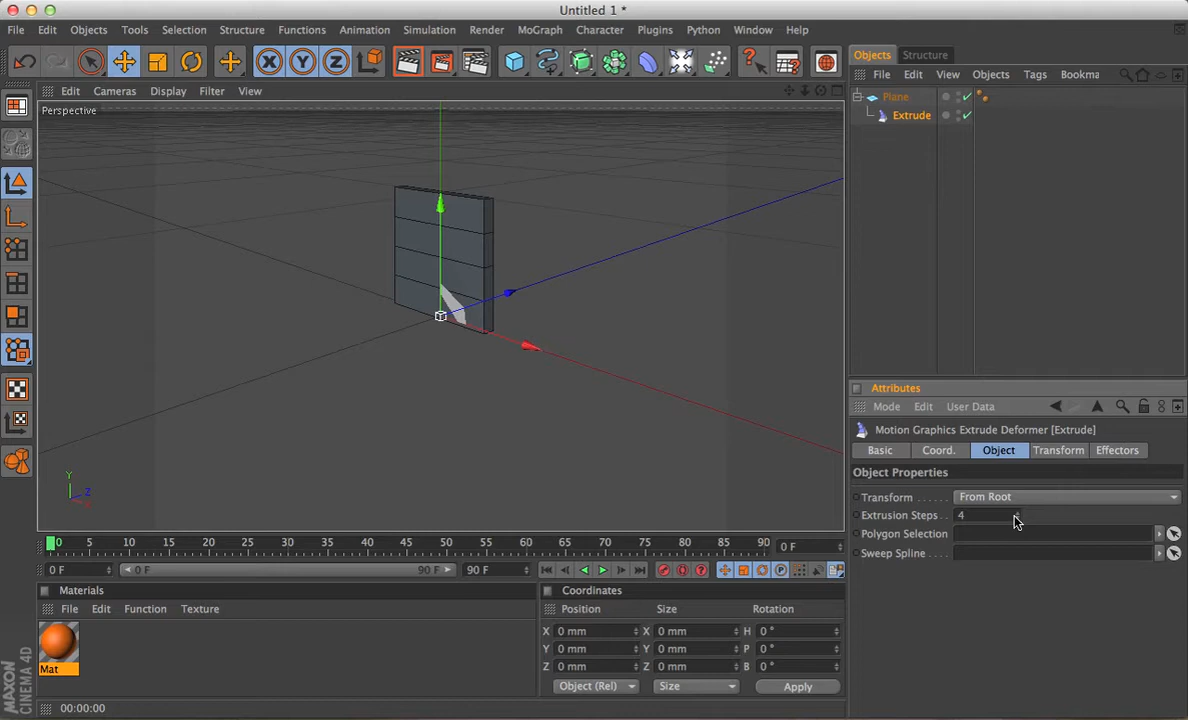 Untitled 1 *
File Edit Objects Tools Selection Structure Functions Animation Simulation Render MoGraph Character Plugins Python Window Help
Objects Structure
File Edit View Objects Tags Bookma
Edit Cameras Display Filter View
Perspective
Plane
Extrude
Y
Z
Attributes
Mode Edit User Data
Motion Graphics Extrude Deformer [Extrude]
Basic Coord. Object Transform Effectors
Object Properties
Transform From Root
Extrusion Steps 4
Polygon Selection
Sweep Spline
0 5 10 15 20 25 30 35 40 45 50 55 60 65 70 75 80 85 90 0 F
0 F 0 F 90 F 90 F
Materials
File Edit Function Texture
Mat
Coordinates
Position Size Rotation
X 0 mm X 0 mm H 0 °
Y 0 mm Y 0 mm P 0 °
Z 0 mm Z 0 mm B 0 °
Object (Rel) Size Apply
MAXON
CINEMA 4D
00:00:00